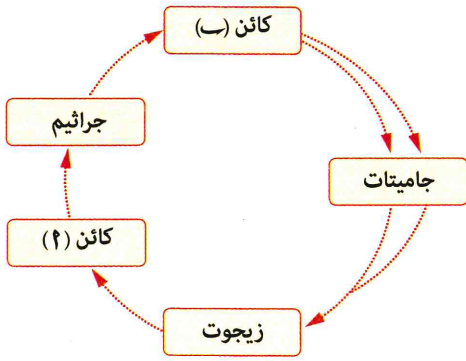 كائن (ب)
جراثيم
جاميتات
كائن (أ)
زيجوت